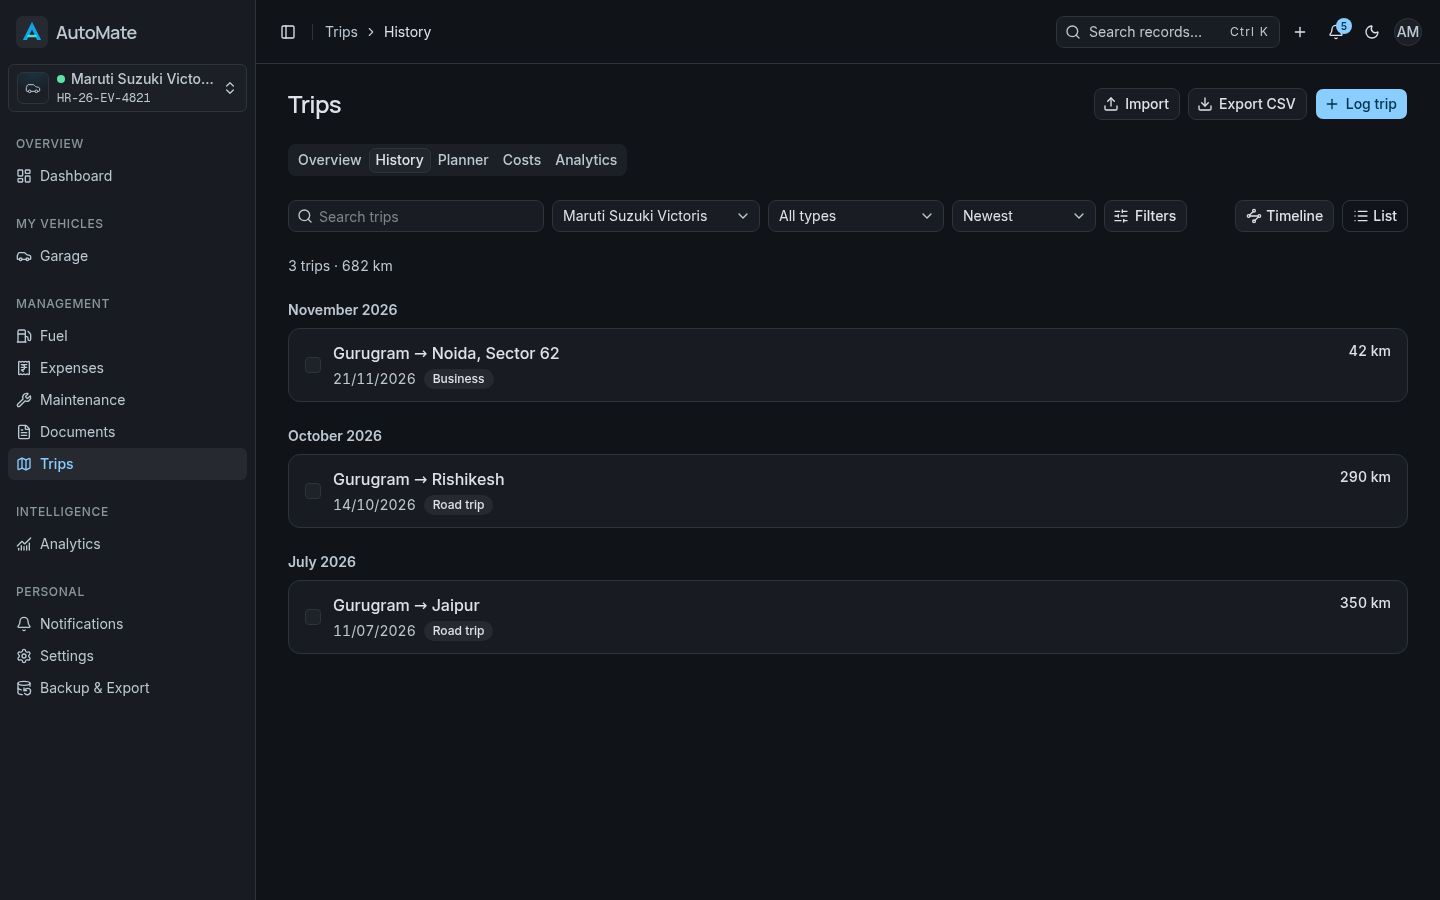 AutoMate
Maruti Suzuki Victo...
HR-26-EV-4821
OVERVIEW
Dashboard
MY VEHICLES
Garage
MANAGEMENT
Fuel
Expenses
Maintenance
Documents
Trips
INTELLIGENCE
Analytics
PERSONAL
Notifications
Settings
Backup & Export
Trips > History
Search records... Ctrl K
5
AM
Trips
Import
Export CSV
+ Log trip
Overview History Planner Costs Analytics
Search trips
Maruti Suzuki Victoris
All types
Newest
Filters
Timeline
List
3 trips · 682 km
November 2026
Gurugram → Noida, Sector 62
42 km
21/11/2026 Business
October 2026
Gurugram → Rishikesh
290 km
14/10/2026 Road trip
July 2026
Gurugram → Jaipur
350 km
11/07/2026 Road trip